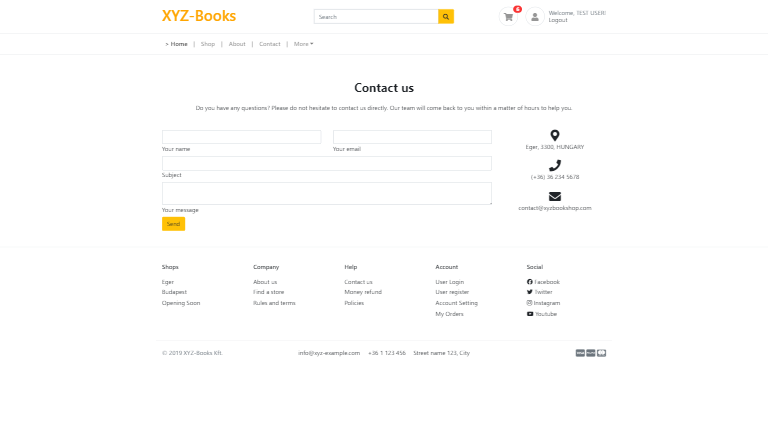 XYZ-Books
Search
6
Welcome, TEST USER!
Logout
> Home | Shop | About | Contact | More
Contact us
Do you have any questions? Please do not hesitate to contact us directly. Our team will come back to you within a matter of hours to help you.
Your name
Your email
Subject
Your message
Send
Eger, 3300, HUNGARY
(+36) 36 234 5678
contact@xyzbookshop.com
Shops
Eger
Budapest
Opening Soon
Company
About us
Find a store
Rules and terms
Help
Contact us
Money refund
Policies
Account
User Login
User register
Account Setting
My Orders
Social
Facebook
Twitter
Instagram
Youtube
© 2019 XYZ-Books Kft.
info@xyz-example.com +36 1 123 456 Street name 123, City